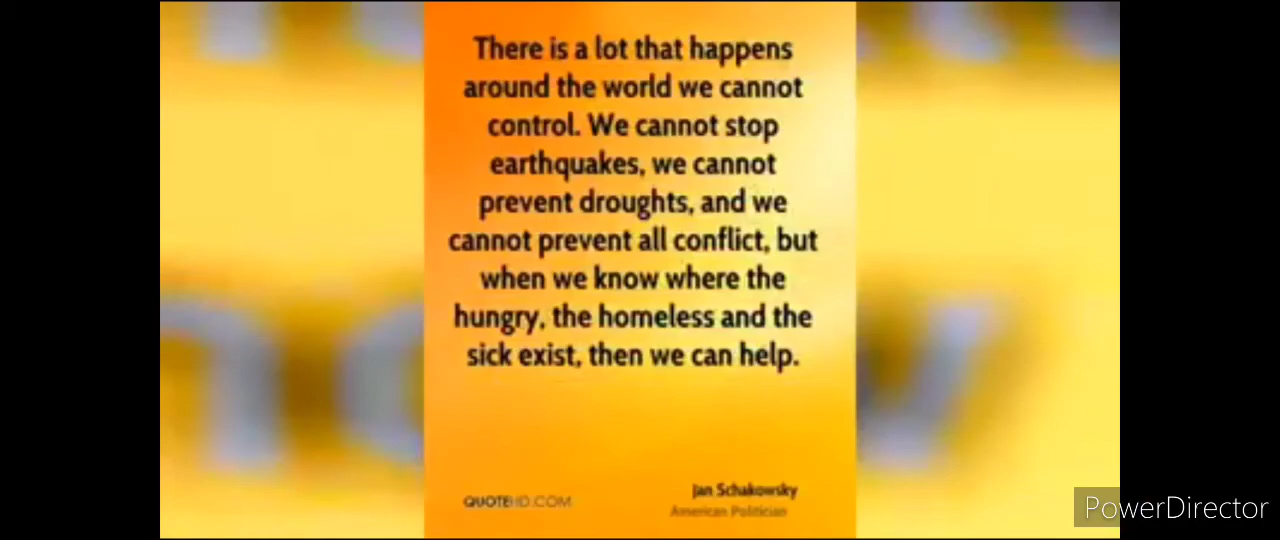 There is a lot that happens
around the world we cannot
control. We cannot stop
earthquakes, we cannot
prevent droughts, and we
cannot prevent all conflict, but
when we know where the
hungry, the homeless and the
sick exist, then we can help.
Jan Schakowsky
QUOTEHD.COM
American Politician
PowerDirector